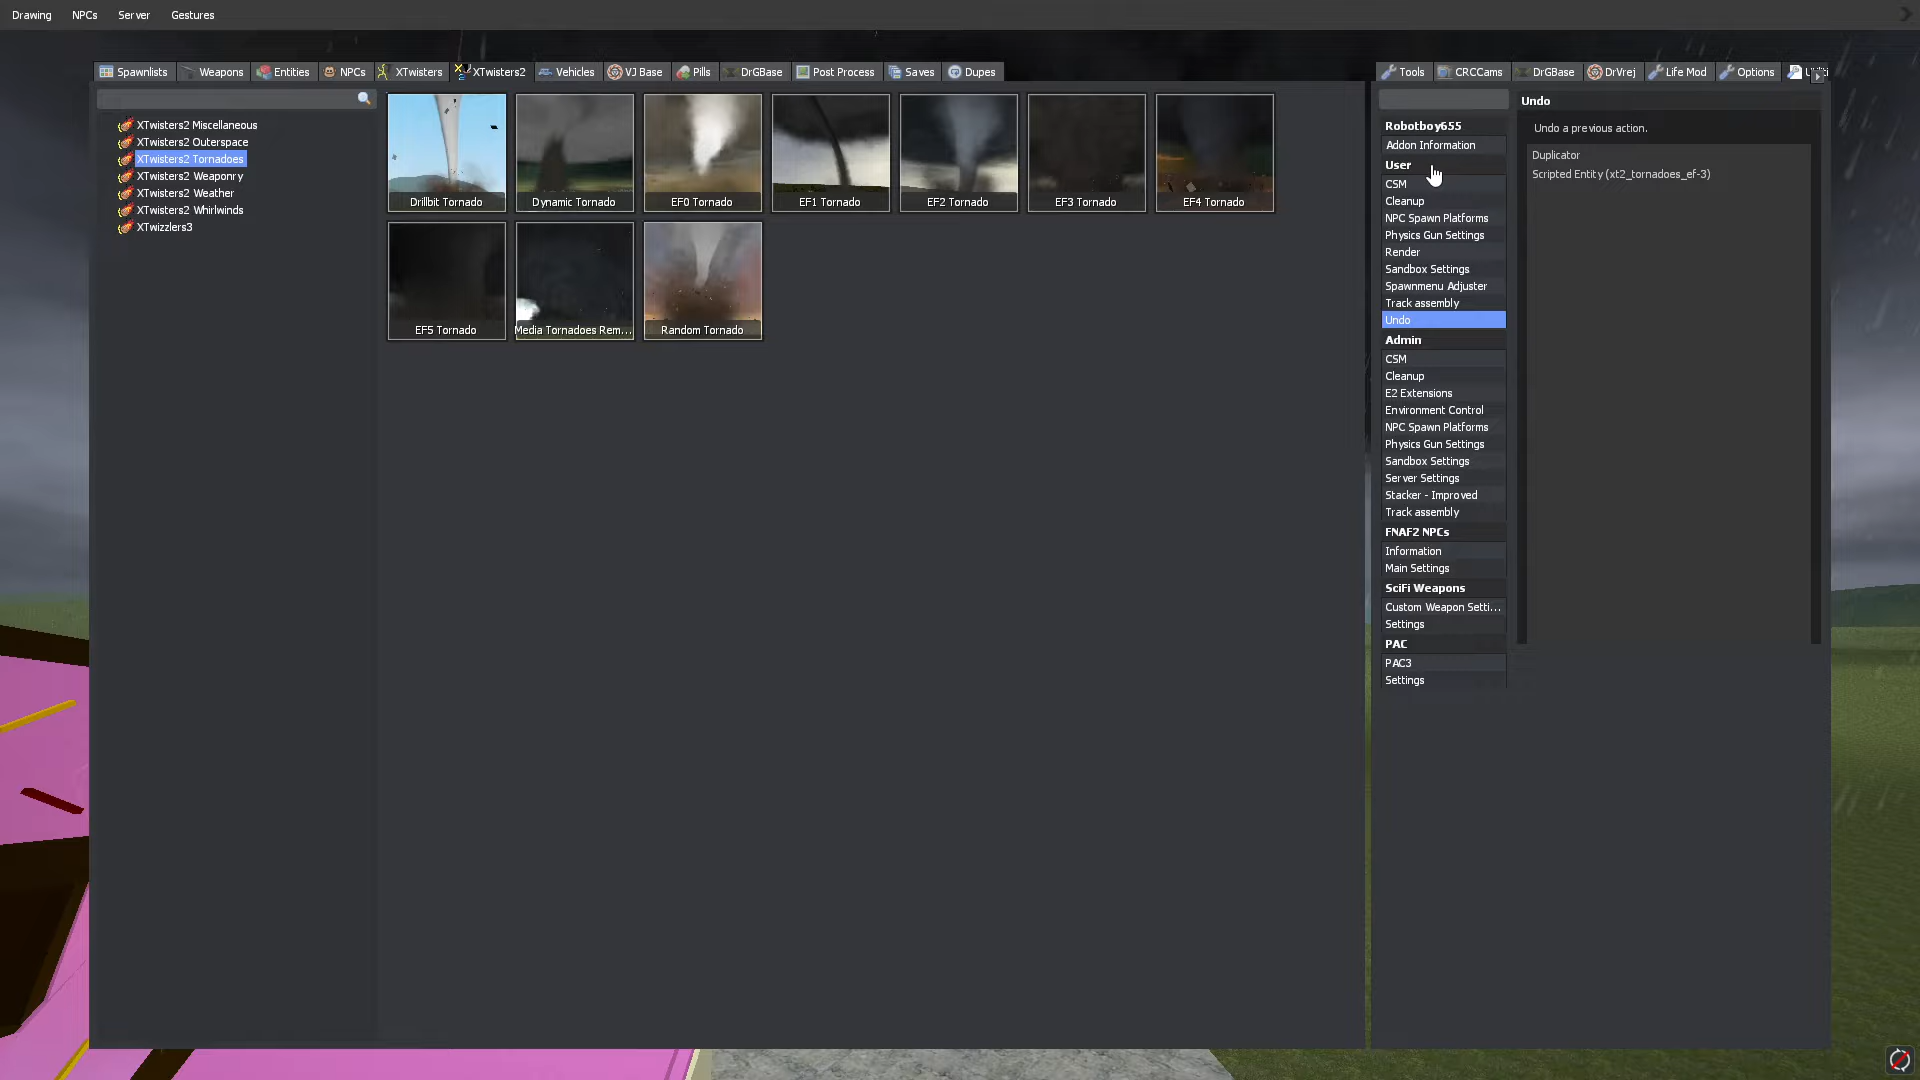 Drawing NPCs Server Gestures
Spawnlists Weapons Entities NPCs XTwisters XTwisters2 Vehicles VJ Base Pills DrGBase Post Process Saves Dupes
Tools CRCCams DrGBase DrVrej Life Mod Options
XTwisters2 Miscellaneous
XTwisters2 Outerspace
XTwisters2 Tornadoes
XTwisters2 Weaponry
XTwisters2 Weather
XTwisters2 Whirlwinds
XTwizzlers3
Drillbit Tornado
Dynamic Tornado
EF0 Tornado
EF1 Tornado
EF2 Tornado
EF3 Tornado
EF4 Tornado
EF5 Tornado
Media Tornadoes Rem...
Random Tornado
Robotboy655
Addon Information
User
CSM
Cleanup
NPC Spawn Platforms
Physics Gun Settings
Render
Sandbox Settings
Spawnmenu Adjuster
Track assembly
Undo
Admin
CSM
Cleanup
E2 Extensions
Environment Control
NPC Spawn Platforms
Physics Gun Settings
Sandbox Settings
Server Settings
Stacker - Improved
Track assembly
FNAF2 NPCs
Information
Main Settings
SciFi Weapons
Custom Weapon Setti...
Settings
PAC
PAC3
Settings
Undo
Undo a previous action.
Duplicator
Scripted Entity (xt2_tornadoes_ef-3)